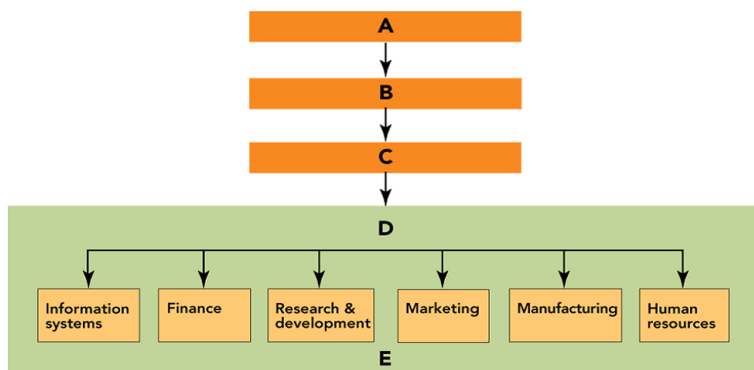 A
B
C
D
Information
systems
Finance
Research &
development
Marketing
Manufacturing
Human
resources
E